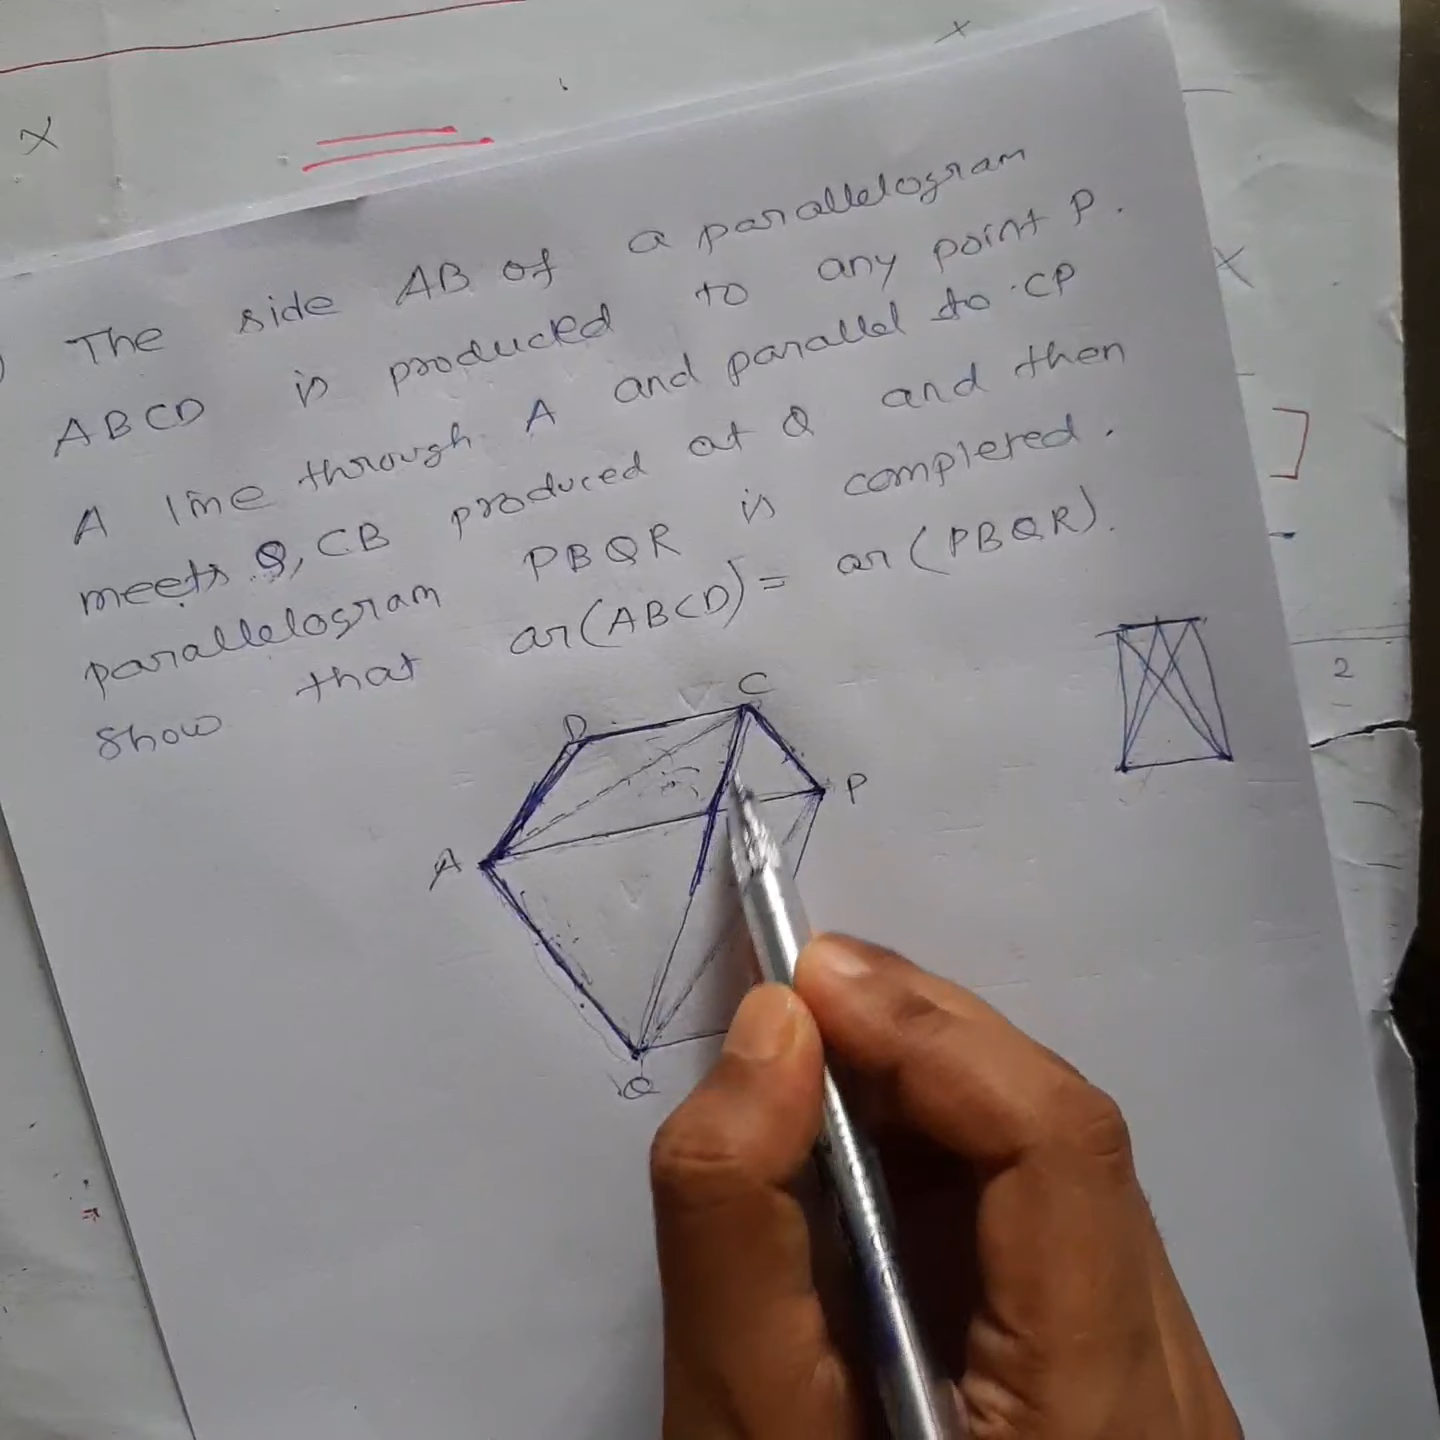 The side AB of a parallelogram
ABCD is produced to any point P.
A line through A and parallel to CP
meets Q, CB produced at Q and then
parallelogram PBQR is completed.
Show that ar(ABCD) = ar(PBQR).
D
C
A
P
Q
2